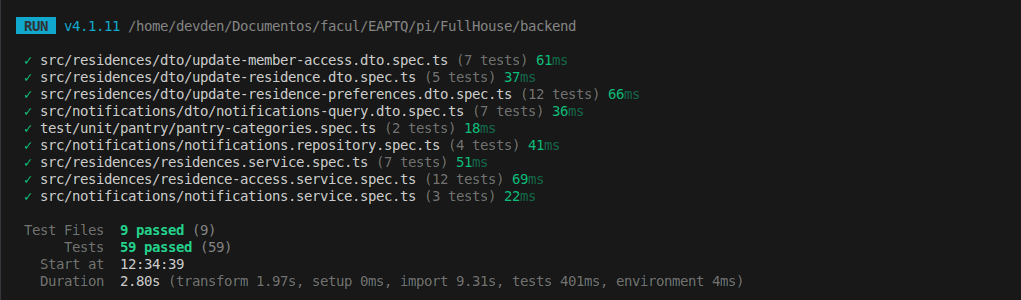 RUN v4.1.11 /home/devden/Documentos/facul/EAPTQ/pi/FullHouse/backend
✓ src/residences/dto/update-member-access.dto.spec.ts (7 tests) 61ms
✓ src/residences/dto/update-residence.dto.spec.ts (5 tests) 37ms
✓ src/residences/dto/update-residence-preferences.dto.spec.ts (12 tests) 66ms
✓ src/notifications/dto/notifications-query.dto.spec.ts (7 tests) 36ms
✓ test/unit/pantry/pantry-categories.spec.ts (2 tests) 18ms
✓ src/notifications/notifications.repository.spec.ts (4 tests) 41ms
✓ src/residences/residences.service.spec.ts (7 tests) 51ms
✓ src/residences/residence-access.service.spec.ts (12 tests) 69ms
✓ src/notifications/notifications.service.spec.ts (3 tests) 22ms
Test Files 9 passed (9)
Tests 59 passed (59)
Start at 12:34:39
Duration 2.80s (transform 1.97s, setup 0ms, import 9.31s, tests 401ms, environment 4ms)